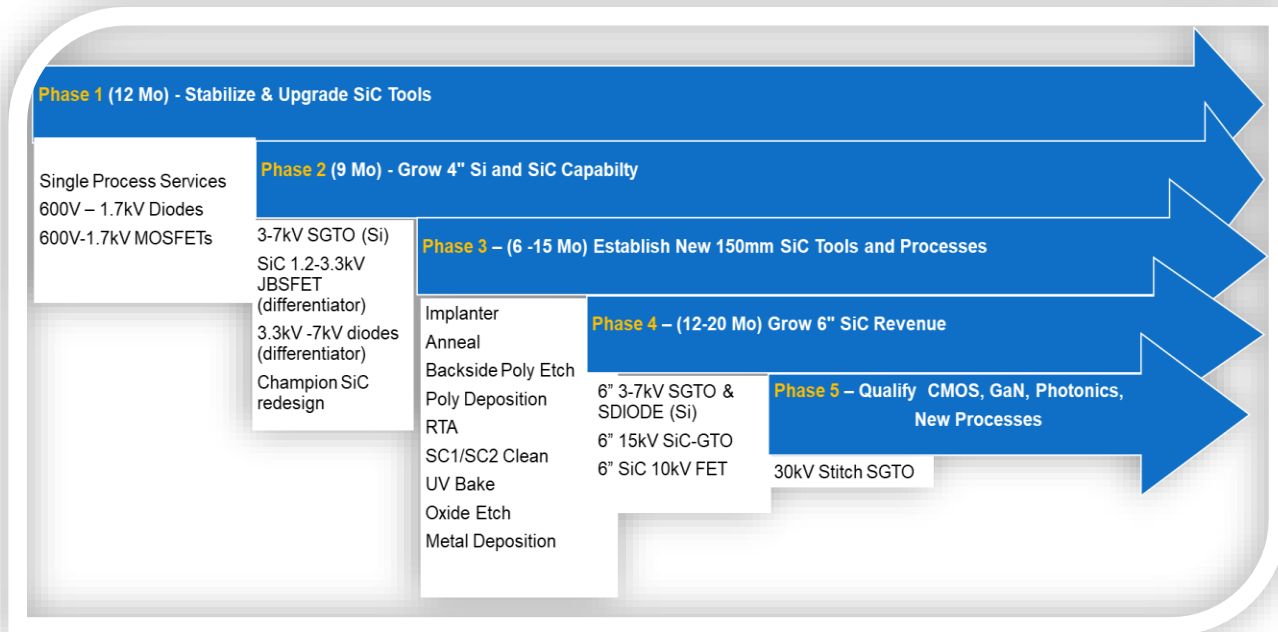 Phase 1 (12 Mo) - Stabilize & Upgrade SiC Tools
Single Process Services
600V – 1.7kV Diodes
600V-1.7kV MOSFETs
Phase 2 (9 Mo) - Grow 4" Si and SiC Capabilty
3-7kV SGTO (Si)
SiC 1.2-3.3kV
JBSFET
(differentiator)
3.3kV -7kV diodes
(differentiator)
Champion SiC
redesign
Phase 3 – (6 -15 Mo) Establish New 150mm SiC Tools and Processes
Implanter
Anneal
Backside Poly Etch
Poly Deposition
RTA
SC1/SC2 Clean
UV Bake
Oxide Etch
Metal Deposition
Phase 4 – (12-20 Mo) Grow 6" SiC Revenue
6” 3-7kV SGTO &
SDIODE (Si)
6” 15kV SiC-GTO
6” SiC 10kV FET
Phase 5 – Qualify CMOS, GaN, Photonics,
New Processes
30kV Stitch SGTO